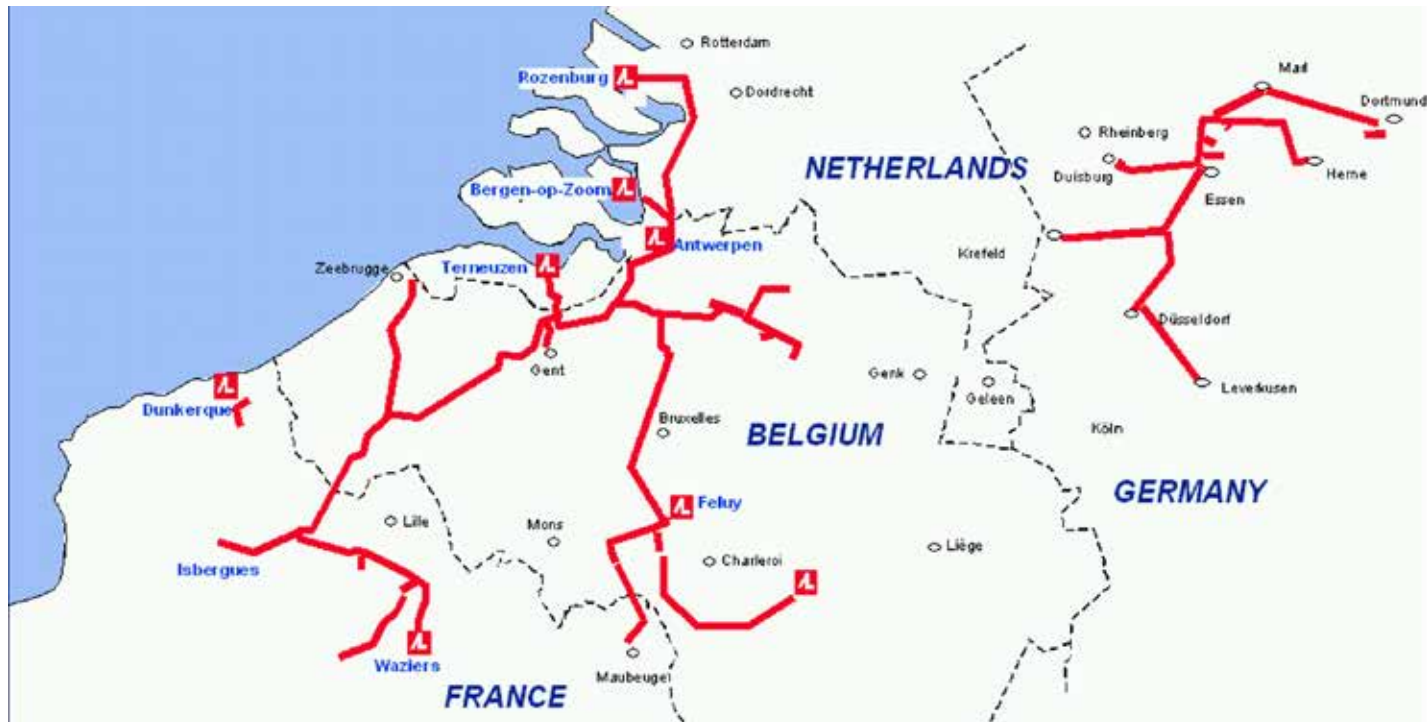 Rotterdam
Rozenburg
Marl
Dordrecht
Dortmund
Rheinberg
NETHERLANDS
Duisburg
Herne
Bergen-op-Zoom
Essen
Antwerpen
Krefeld
Terneuzen
Zeebrugge
Düsseldorf
Gent
Genk
Geleen
Leverkusen
Dunkerque
Bruxelles
BELGIUM
Köln
GERMANY
Feluy
Lille
Mons
Liège
Charleroi
Isbergues
Waziers
Maubeugel
FRANCE